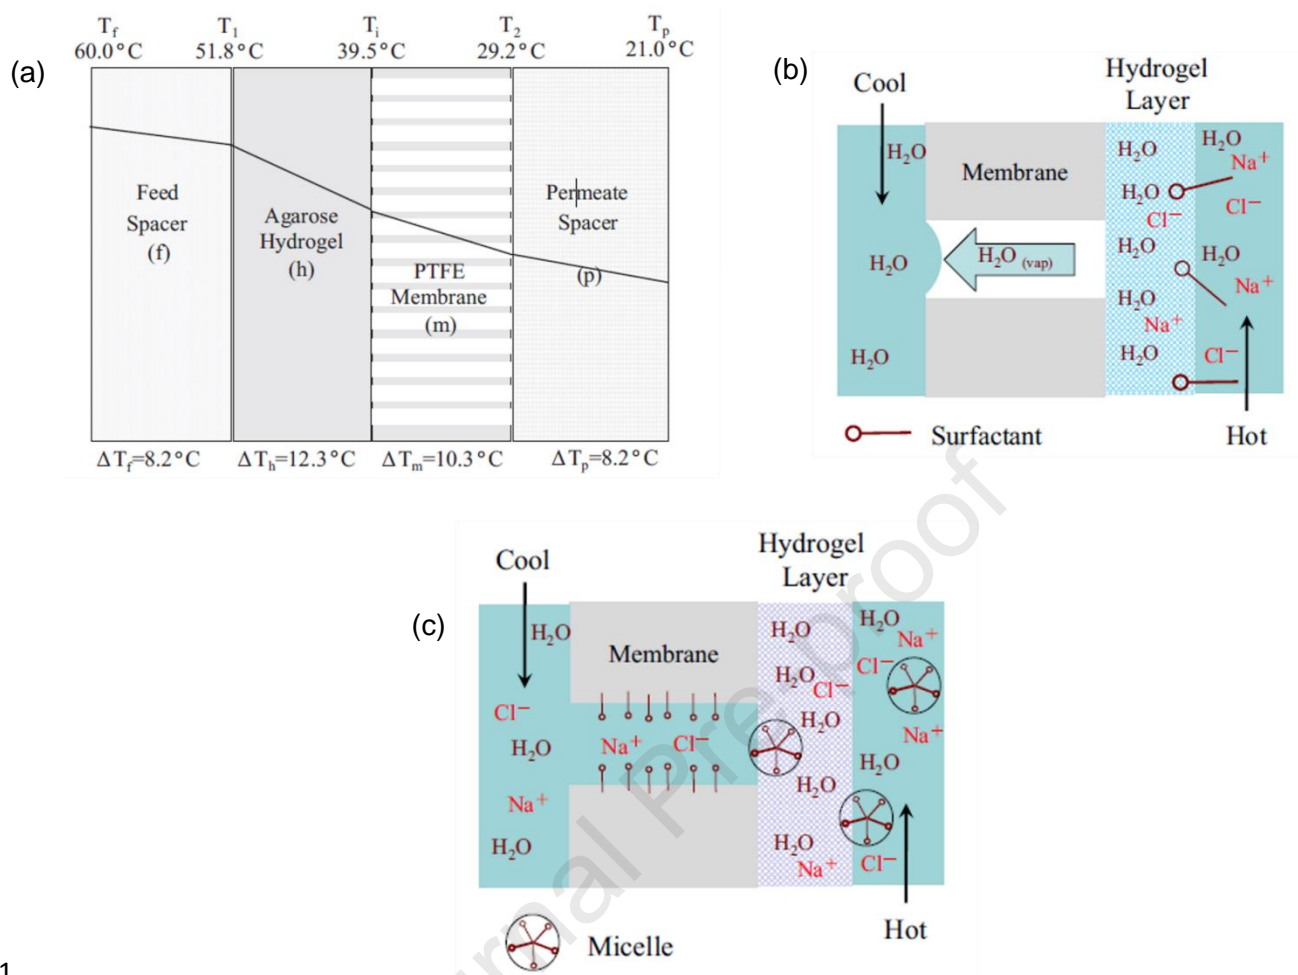 (a)
T_f T_1 T_i T_2 T_p
60.0°C 51.8°C 39.5°C 29.2°C 21.0°C
Feed
Spacer
(f)
Agarose
Hydrogel
(h)
PTFE
Membrane
(m)
Permeate
Spacer
(p)
ΔT_f=8.2°C ΔT_h=12.3°C ΔT_m=10.3°C ΔT_p=8.2°C
(b)
Cool
Hydrogel
Layer
H₂O
H₂O
H₂O
Membrane
H₂O (vap)
H₂O
H₂O
Cl⁻
H₂O
H₂O
Na⁺
H₂O
H₂O
Na⁺
Cl⁻
H₂O
Na⁺
Cl⁻
Surfactant
Hot
(c)
Cool
Hydrogel
Layer
H₂O
Cl⁻
H₂O
Na⁺
H₂O
Membrane
Na⁺ Cl⁻
H₂O
H₂O
Cl⁻
H₂O
H₂O
H₂O
Na⁺
H₂O
Na⁺
Cl⁻
Na⁺
H₂O
Cl⁻
Micelle
Hot
1